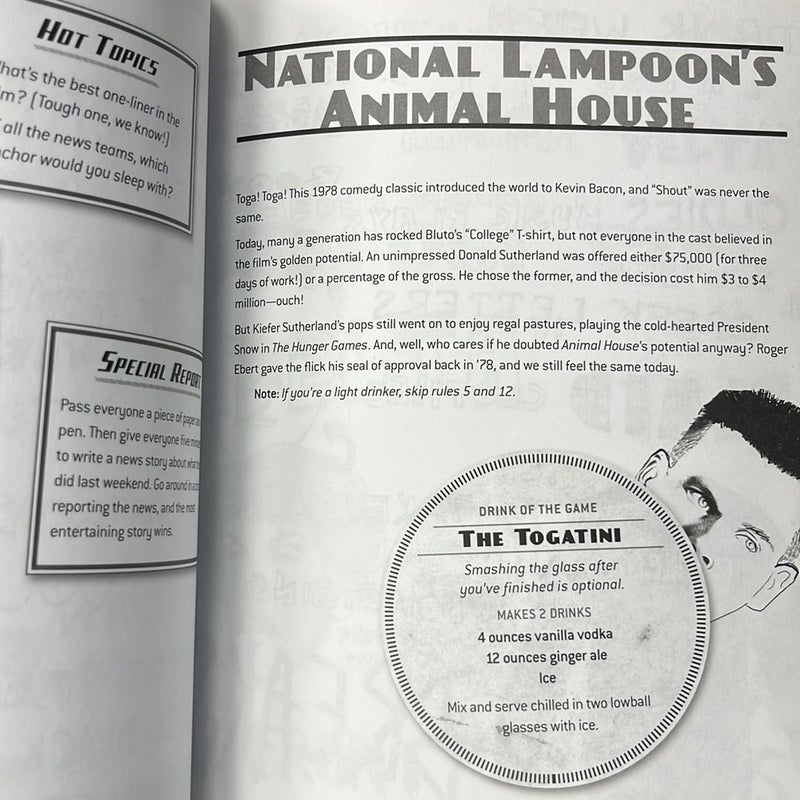 HOT TOPICS
hat's the best one-liner in the
m? (Tough one, we know!)
all the news teams, which
chor would you sleep with?
SPECIAL REPOR
Pass everyone a piece of paper a
pen. Then give everyone five minu
to write a news story about what
did last weekend. Go around in a
reporting the news, and the most
entertaining story wins.
NATIONAL LAMPOON'S
ANIMAL HOUSE
Toga! Toga! This 1978 comedy classic introduced the world to Kevin Bacon, and "Shout" was never the
same.
Today, many a generation has rocked Bluto's "College" T-shirt, but not everyone in the cast believed in
the film's golden potential. An unimpressed Donald Sutherland was offered either $75,000 (for three
days of work!) or a percentage of the gross. He chose the former, and the decision cost him $3 to $4
million—ouch!
But Kiefer Sutherland's pops still went on to enjoy regal pastures, playing the cold-hearted President
Snow in The Hunger Games. And, well, who cares if he doubted Animal House's potential anyway? Roger
Ebert gave the flick his seal of approval back in '78, and we still feel the same today.
Note: If you're a light drinker, skip rules 5 and 12.
DRINK OF THE GAME
THE TOGATINI
Smashing the glass after
you've finished is optional.
MAKES 2 DRINKS
4 ounces vanilla vodka
12 ounces ginger ale
Ice
Mix and serve chilled in two lowball
glasses with ice.